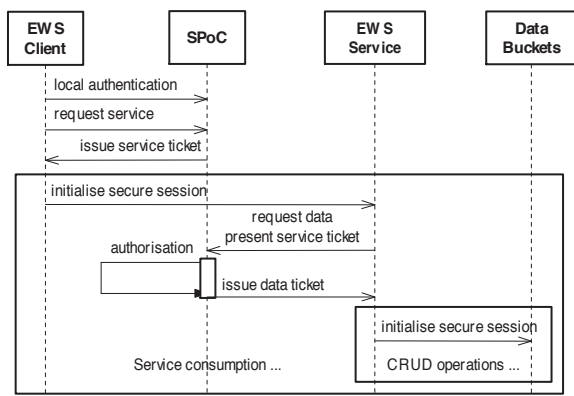 EWS
Client
SPoC
EWS
Service
Data
Buckets
local authentication
request service
issue service ticket
initialise secure session
request data
present service ticket
authorisation
issue data ticket
initialise secure session
Service consumption ...
CRUD operations ...